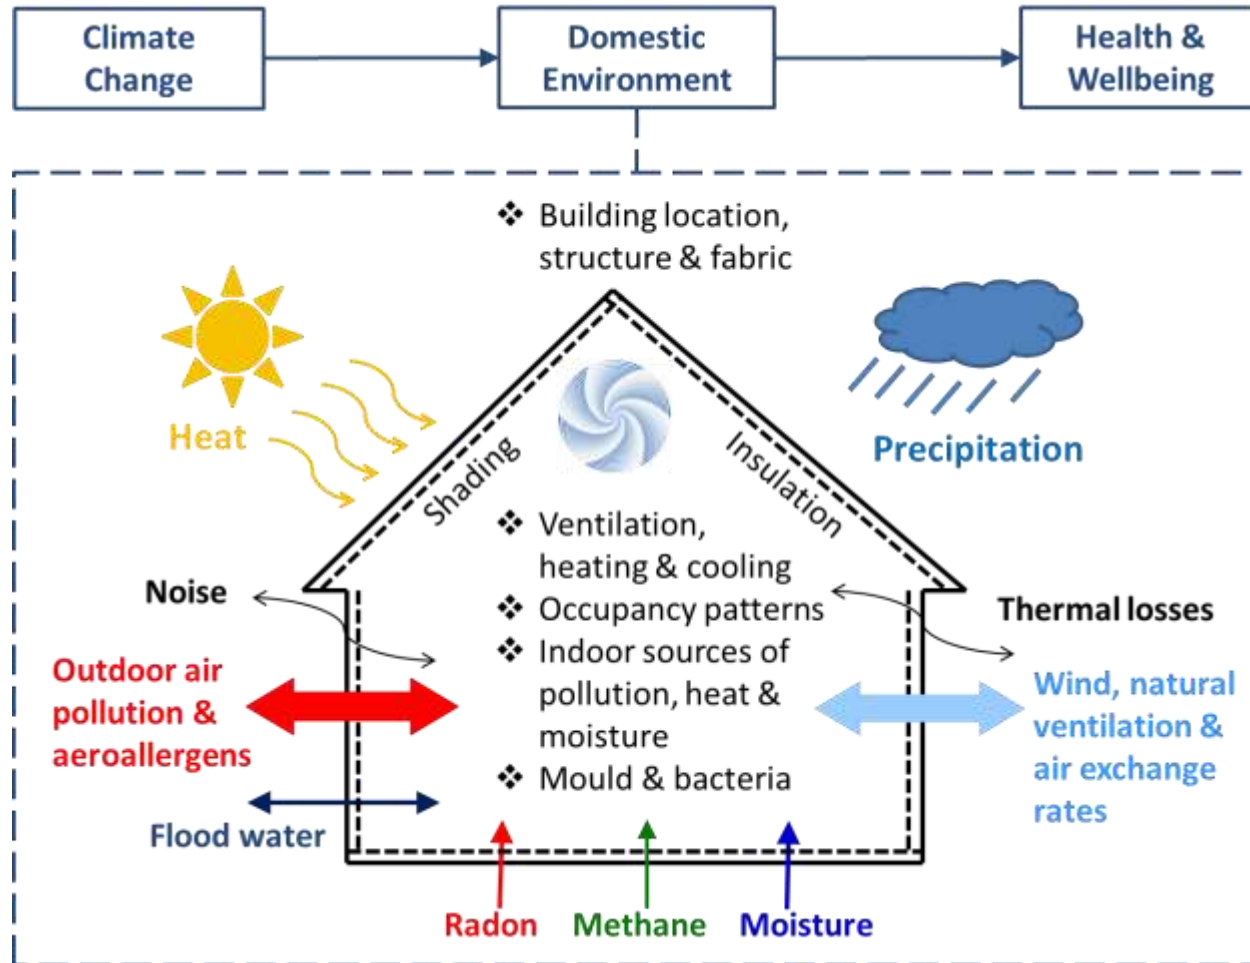 Climate
Change
Domestic
Environment
Health &
Wellbeing
❖ Building location,
structure & fabric
Heat
Precipitation
Shading
Insulation
❖ Ventilation,
heating & cooling
❖ Occupancy patterns
❖ Indoor sources of
pollution, heat &
moisture
❖ Mould & bacteria
Noise
Thermal losses
Outdoor air
pollution &
aeroallergens
Wind, natural
ventilation &
air exchange
rates
Flood water
Radon
Methane
Moisture